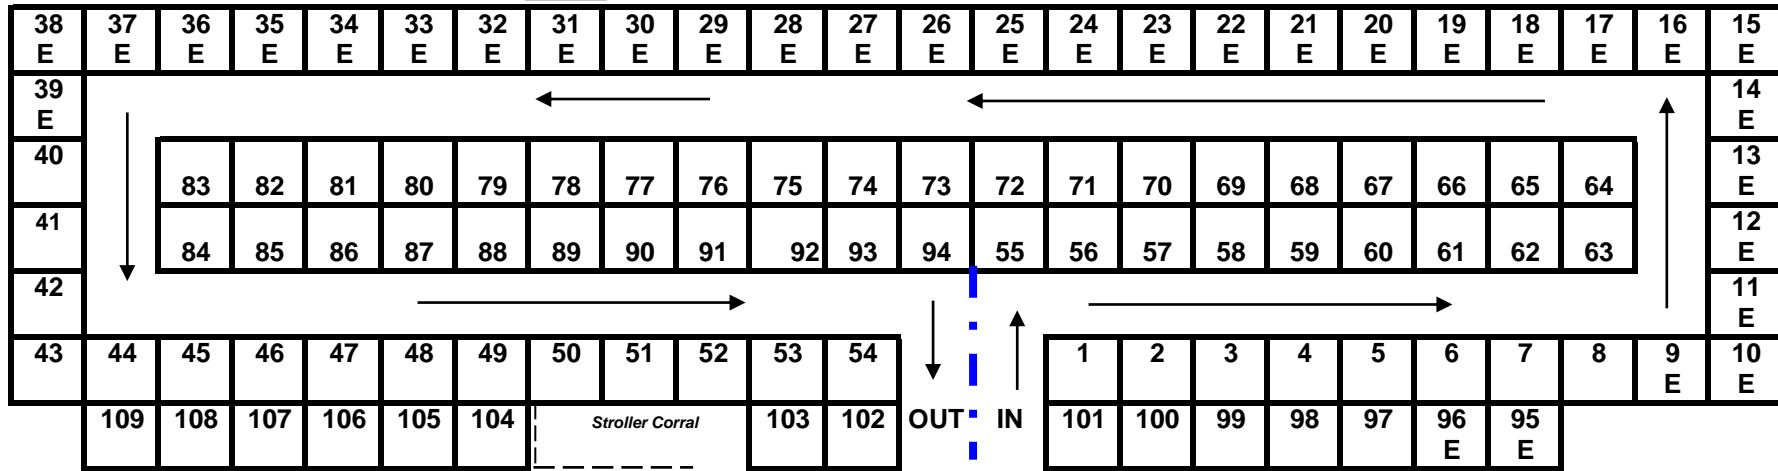 38 37 36 35 34 33 32 31 30 29 28 27 26 25 24 23 22 21 20 19 18 17 16 15
E E E E E E E E E E E E E E E E E E E E E E E E
39 14
E E
40 13
83 82 81 80 79 78 77 76 75 74 73 72 71 70 69 68 67 66 65 64 E
41 12
84 85 86 87 88 89 90 91 92 93 94 55 56 57 58 59 60 61 62 63 E
42 11
E
43 44 45 46 47 48 49 50 51 52 53 54 1 2 3 4 5 6 7 8 9 10
E E
109 108 107 106 105 104 Stroller Corral 103 102 OUT IN 101 100 99 98 97 96 95
E E